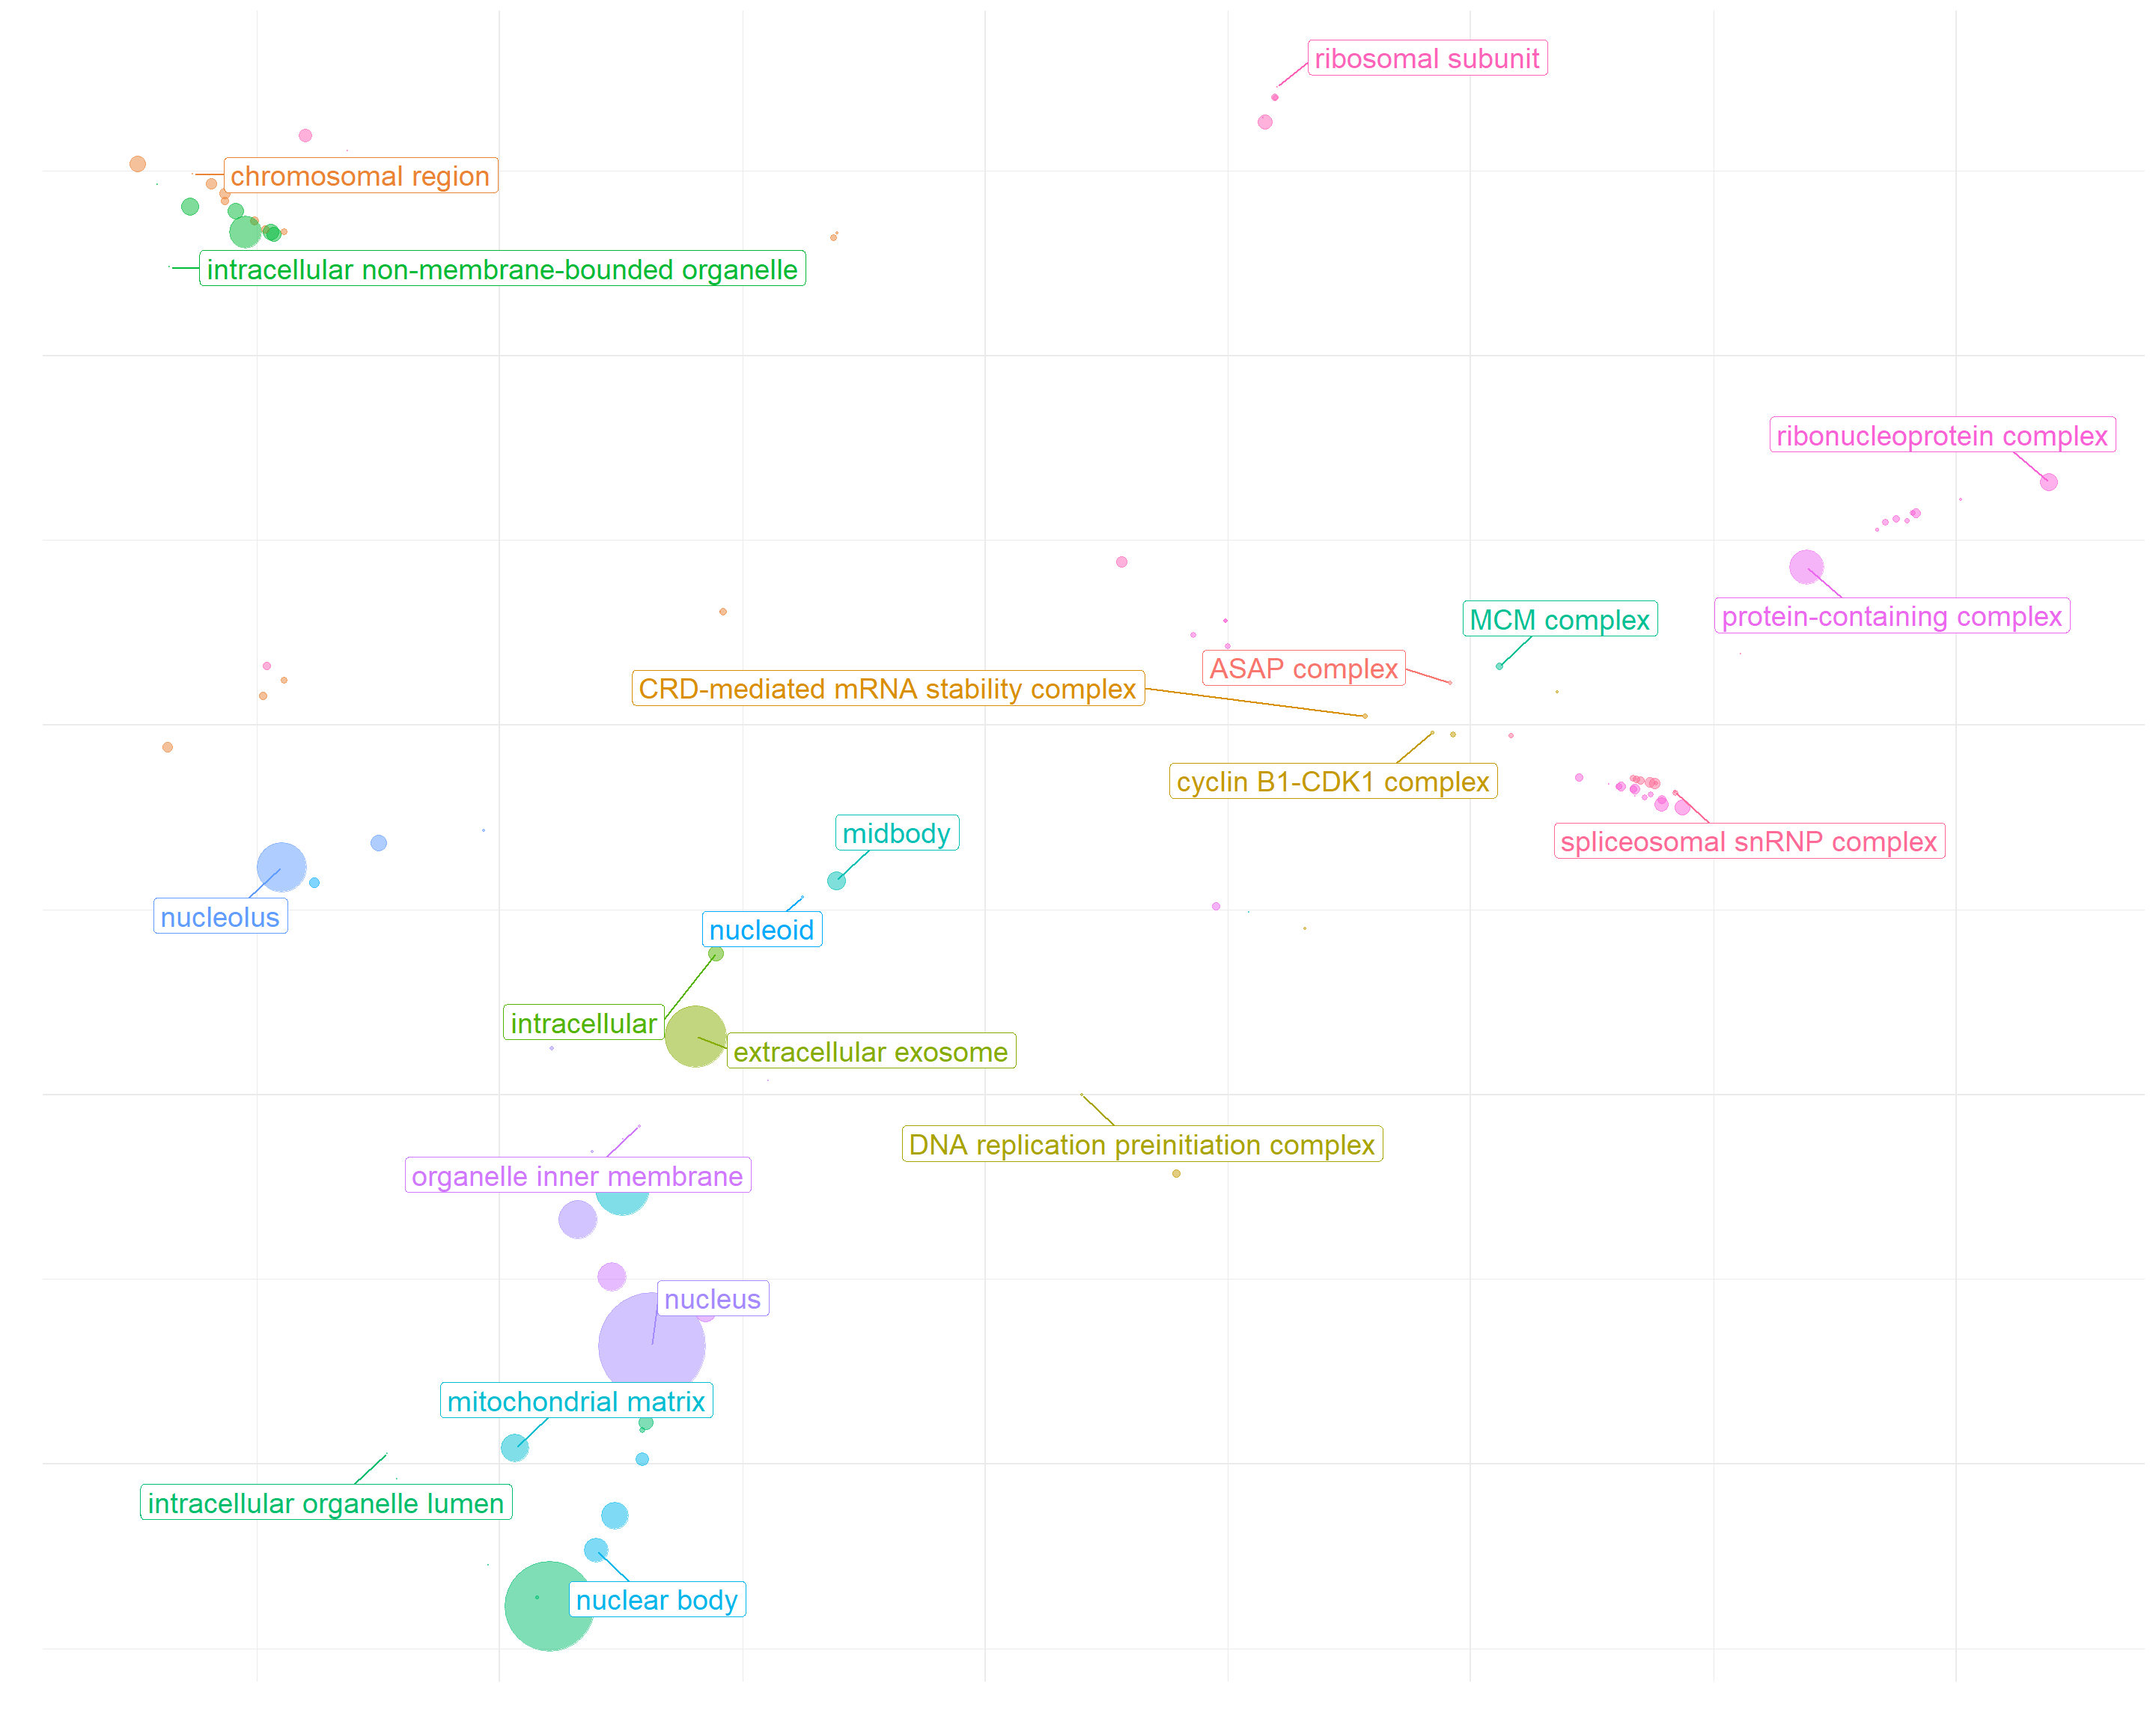 ribosomal subunit
chromosomal region
intracellular non-membrane-bounded organelle
ribonucleoprotein complex
protein-containing complex
MCM complex
ASAP complex
CRD-mediated mRNA stability complex
cyclin B1-CDK1 complex
spliceosomal snRNP complex
midbody
nucleolus
nucleoid
intracellular
extracellular exosome
DNA replication preinitiation complex
organelle inner membrane
nucleus
mitochondrial matrix
intracellular organelle lumen
nuclear body